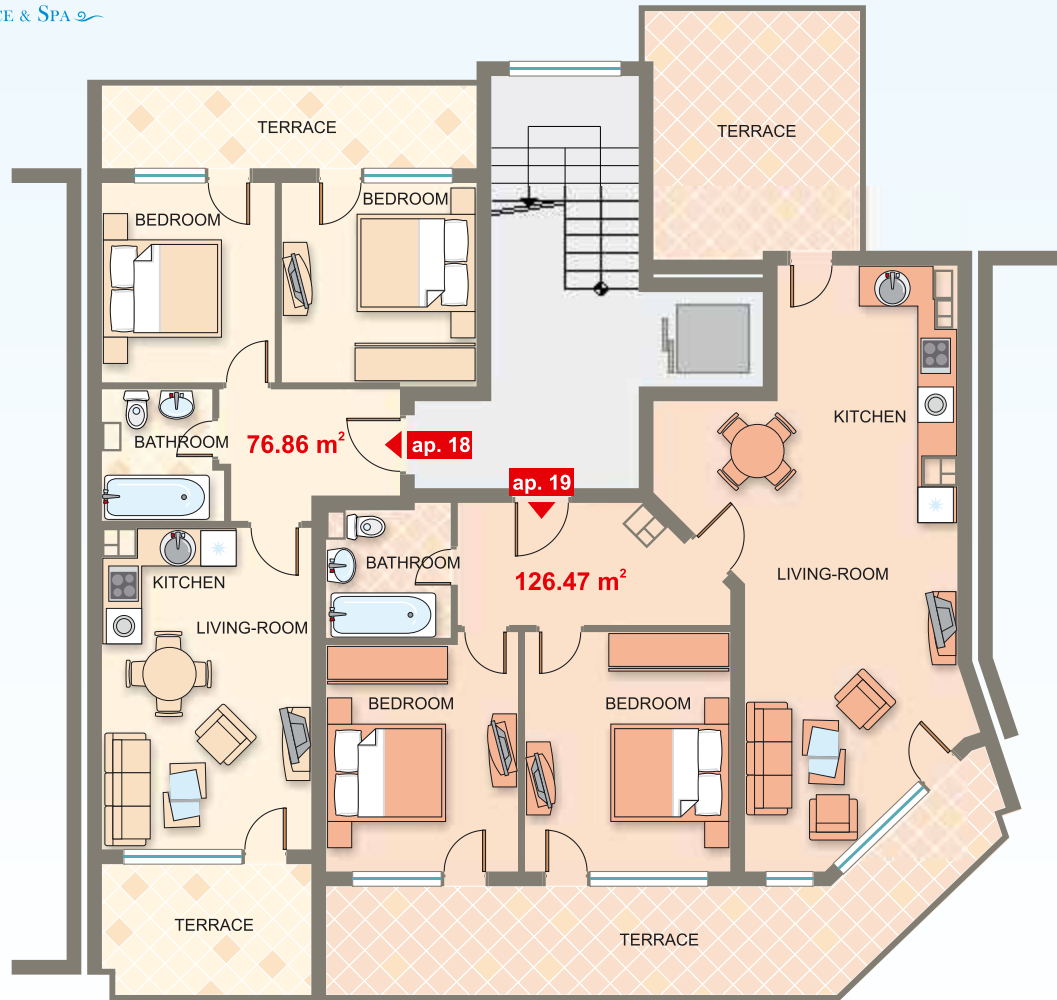 & SPA
TERRACE
TERRACE
BEDROOM
BEDROOM
BATHROOM
76.86 m²
ap. 18
KITCHEN
ap. 19
BATHROOM
126.47 m²
KITCHEN
LIVING-ROOM
LIVING-ROOM
BEDROOM
BEDROOM
TERRACE
TERRACE